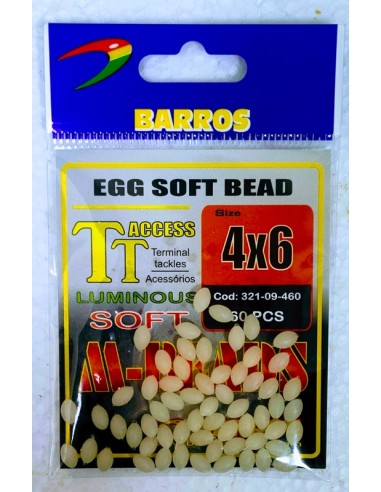 BARROS
EGG SOFT BEAD
TT ACCESS
Terminal
tackles
Acessórios
LUMINOUS
SOFT
Size
4x6
Cod: 321-09-460
60 PCS
M-BEADS